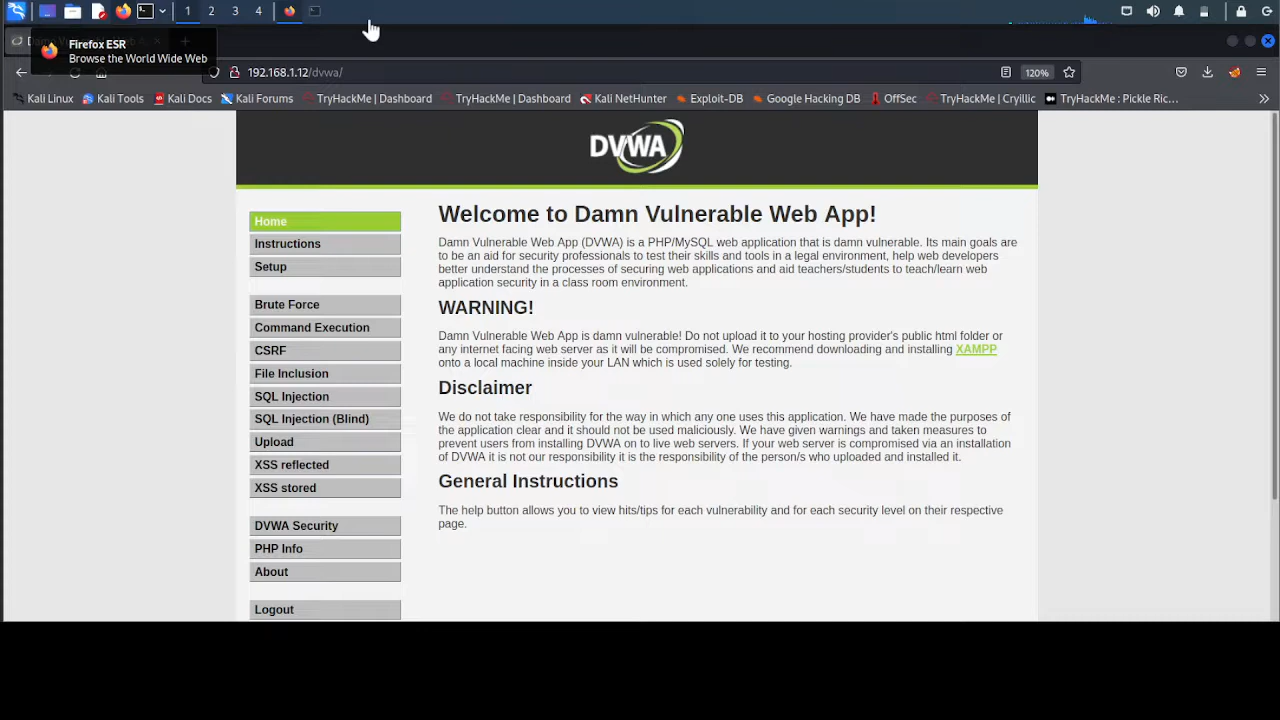 1 2 3 4
Firefox ESR
Browse the World Wide Web
192.168.1.12/dvwa/
120%
Kali Linux Kali Tools Kali Docs Kali Forums TryHackMe | Dashboard TryHackMe | Dashboard Kali NetHunter Exploit-DB Google Hacking DB OffSec TryHackMe | Cryillic TryHackMe : Pickle Ric...
DVWA
Home
Instructions
Setup
Brute Force
Command Execution
CSRF
File Inclusion
SQL Injection
SQL Injection (Blind)
Upload
XSS reflected
XSS stored
DVWA Security
PHP Info
About
Logout
Welcome to Damn Vulnerable Web App!
Damn Vulnerable Web App (DVWA) is a PHP/MySQL web application that is damn vulnerable. Its main goals are
to be an aid for security professionals to test their skills and tools in a legal environment, help web developers
better understand the processes of securing web applications and aid teachers/students to teach/learn web
application security in a class room environment.
WARNING!
Damn Vulnerable Web App is damn vulnerable! Do not upload it to your hosting provider's public html folder or
any internet facing web server as it will be compromised. We recommend downloading and installing XAMPP
onto a local machine inside your LAN which is used solely for testing.
Disclaimer
We do not take responsibility for the way in which any one uses this application. We have made the purposes of
the application clear and it should not be used maliciously. We have given warnings and taken measures to
prevent users from installing DVWA on to live web servers. If your web server is compromised via an installation
of DVWA it is not our responsibility it is the responsibility of the person/s who uploaded and installed it.
General Instructions
The help button allows you to view hits/tips for each vulnerability and for each security level on their respective
page.